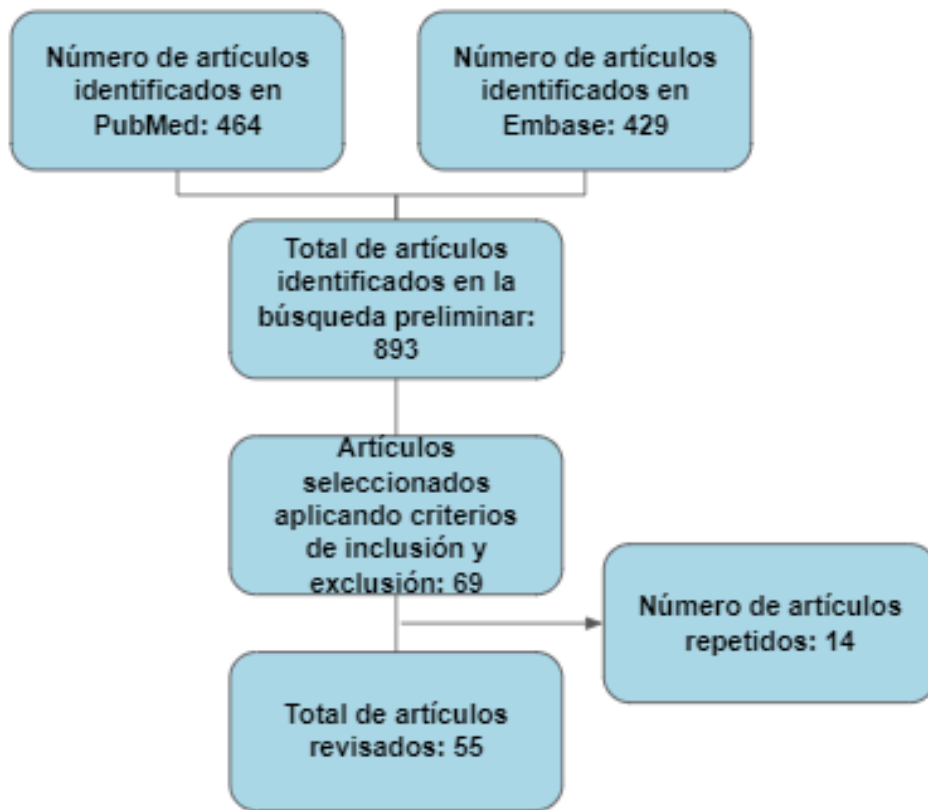 Número de artículos
identificados en
PubMed: 464
Número de artículos
identificados en
Embase: 429
Total de artículos
identificados en la
búsqueda preliminar:
893
Artículos
seleccionados
aplicando criterios
de inclusión y
exclusión: 69
Número de artículos
repetidos: 14
Total de artículos
revisados: 55